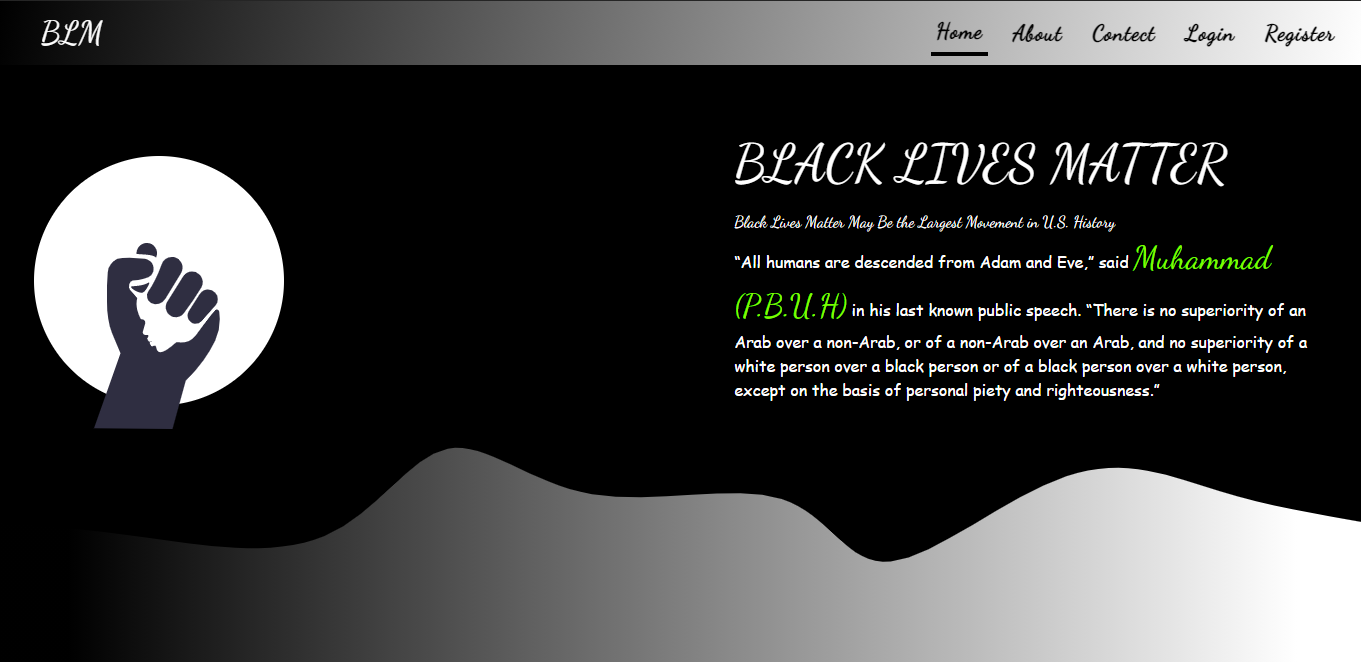 BLM
Home About Contect Login Register
BLACK LIVES MATTER
Black Lives Matter May Be the Largest Movement in U.S. History
“All humans are descended from Adam and Eve,” said Muhammad
(P.B.U.H) in his last known public speech. “There is no superiority of an
Arab over a non-Arab, or of a non-Arab over an Arab, and no superiority of a
white person over a black person or of a black person over a white person,
except on the basis of personal piety and righteousness.”